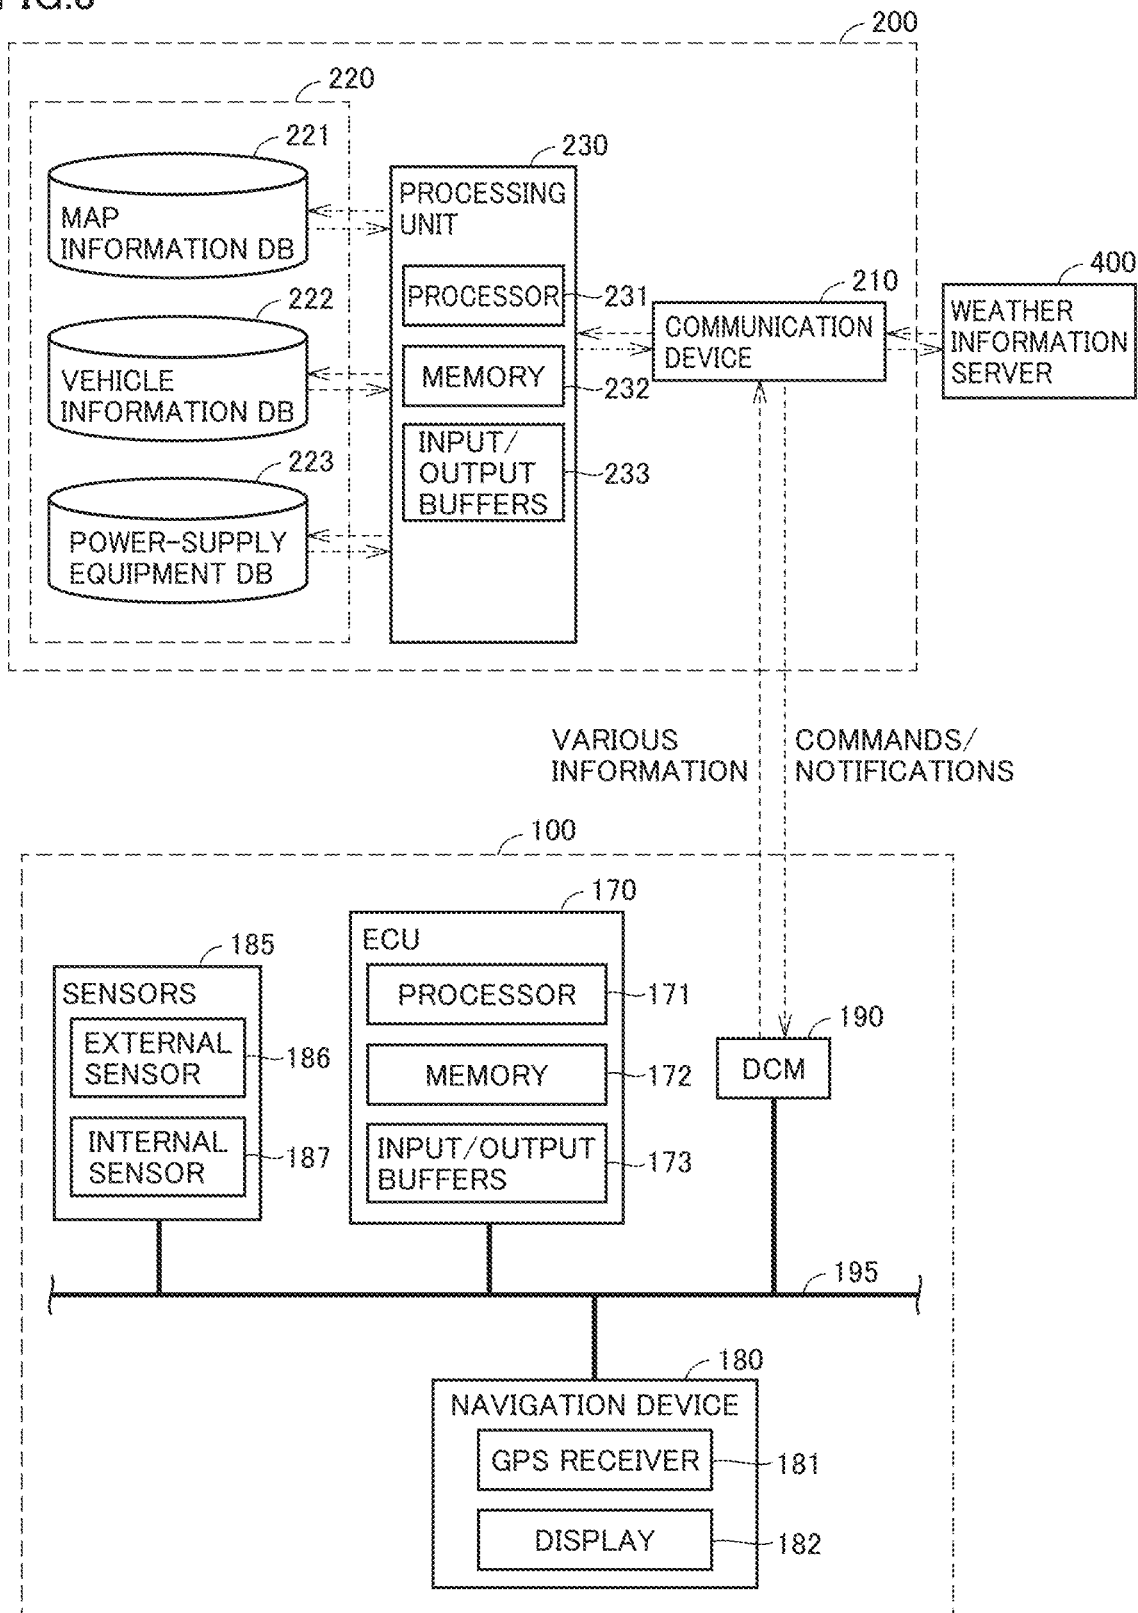 200
220
221
MAP
INFORMATION DB
222
VEHICLE
INFORMATION DB
223
POWER-SUPPLY
EQUIPMENT DB
230
PROCESSING
UNIT
PROCESSOR
231
MEMORY
232
INPUT/
OUTPUT
BUFFERS
233
210
COMMUNICATION
DEVICE
400
WEATHER
INFORMATION
SERVER
VARIOUS
INFORMATION
COMMANDS/
NOTIFICATIONS
100
185
SENSORS
EXTERNAL
SENSOR
186
INTERNAL
SENSOR
187
170
ECU
PROCESSOR
171
MEMORY
172
INPUT/OUTPUT
BUFFERS
173
190
DCM
195
180
NAVIGATION DEVICE
GPS RECEIVER
181
DISPLAY
182